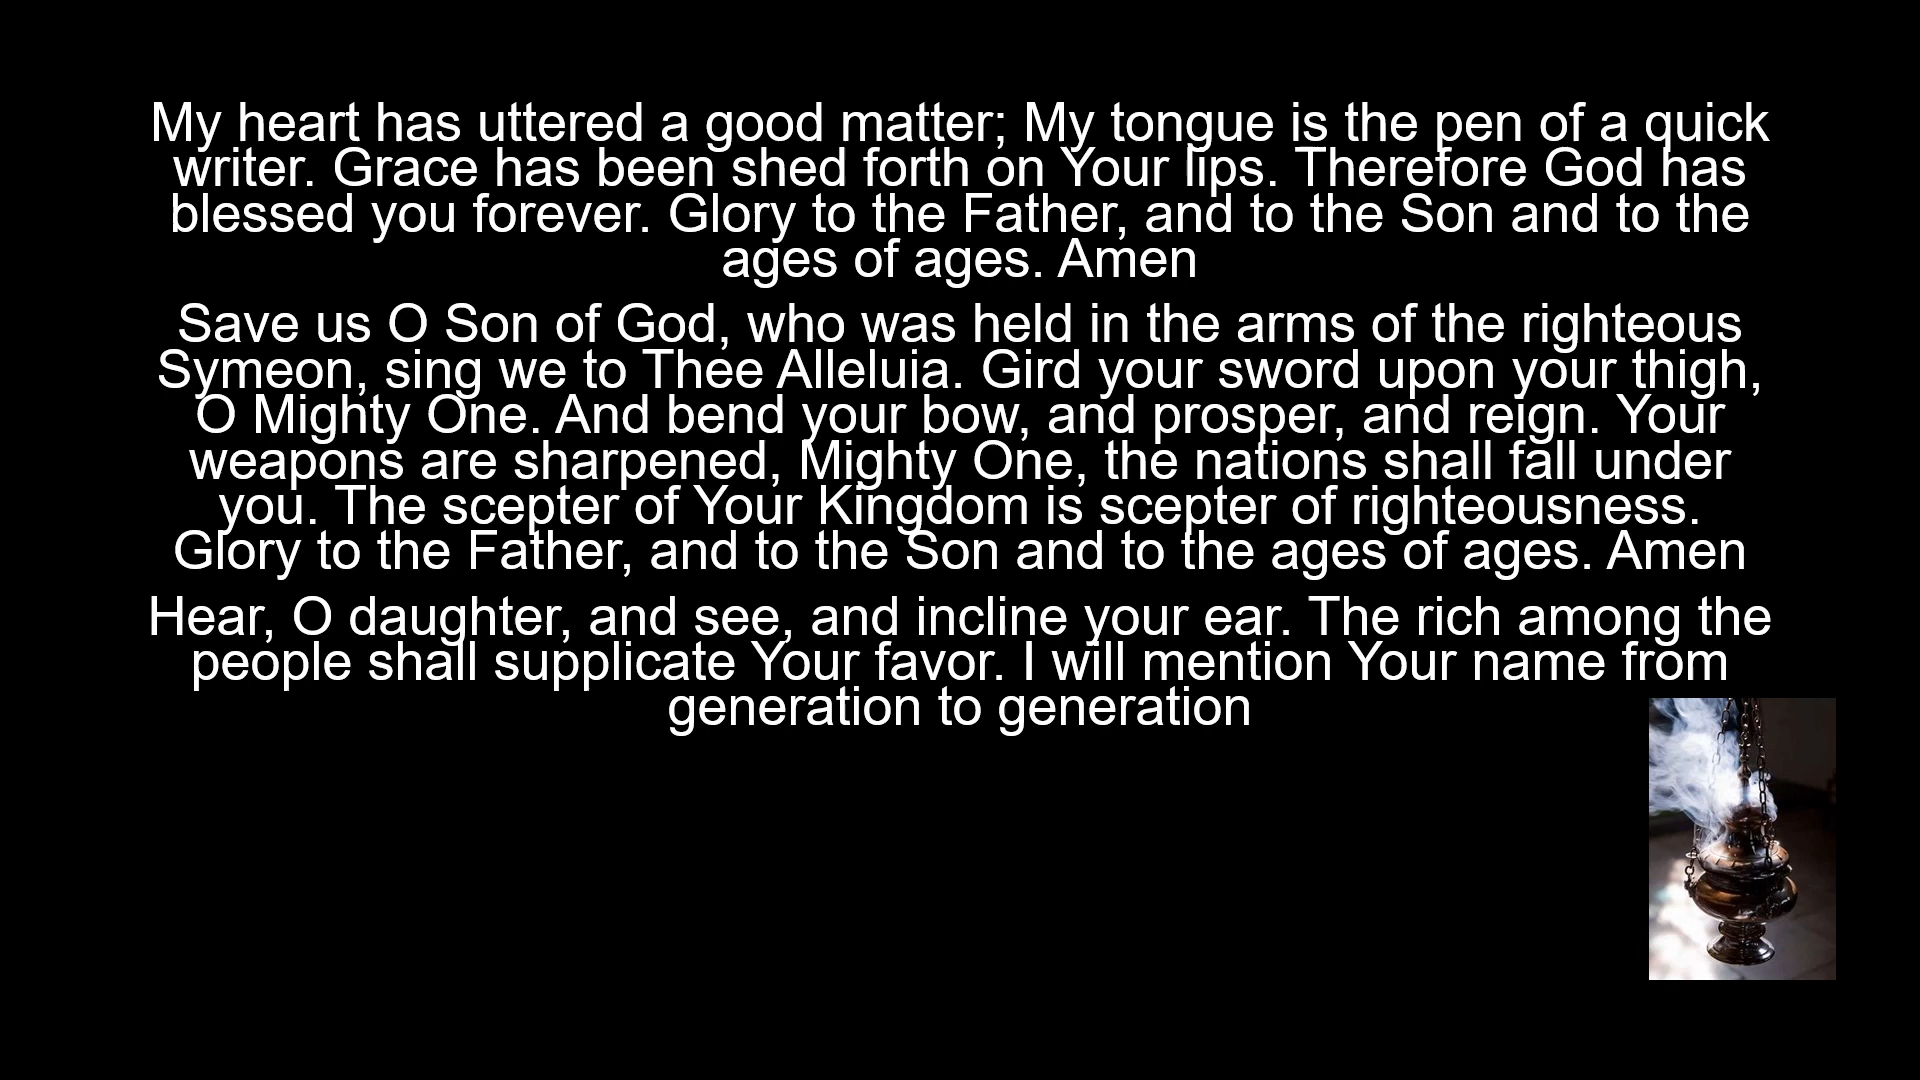 My heart has uttered a good matter; My tongue is the pen of a quick
writer. Grace has been shed forth on Your lips. Therefore God has
blessed you forever. Glory to the Father, and to the Son and to the
ages of ages. Amen
Save us O Son of God, who was held in the arms of the righteous
Symeon, sing we to Thee Alleluia. Gird your sword upon your thigh,
O Mighty One. And bend your bow, and prosper, and reign. Your
weapons are sharpened, Mighty One, the nations shall fall under
you. The scepter of Your Kingdom is scepter of righteousness.
Glory to the Father, and to the Son and to the ages of ages. Amen
Hear, O daughter, and see, and incline your ear. The rich among the
people shall supplicate Your favor. I will mention Your name from
generation to generation